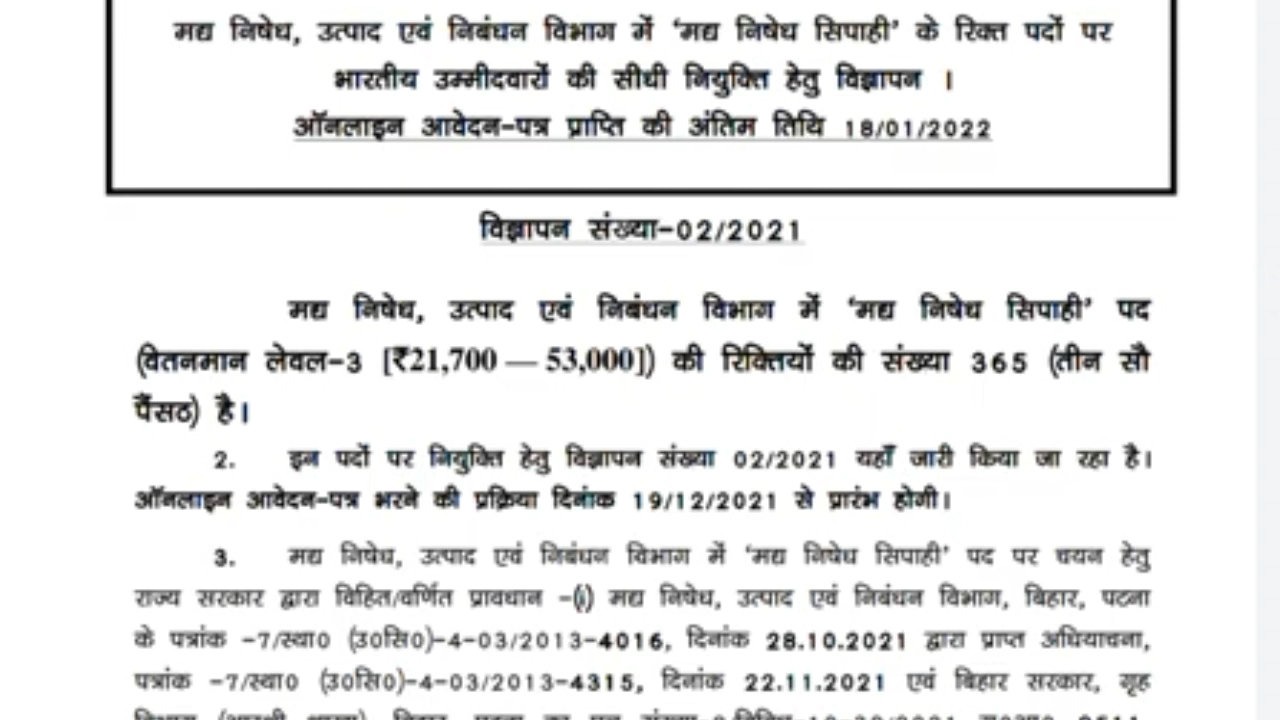 मद्य निषेध, उत्पाद एवं निबंधन विभाग में ‘मद्य निषेध सिपाही’ के रिक्त पदों पर
भारतीय उम्मीदवारों की सीधी नियुक्ति हेतु विज्ञापन ।
ऑनलाइन आवेदन-पत्र प्राप्ति की अंतिम तिथि 18/01/2022
विज्ञापन संख्या-02/2021
मद्य निषेध, उत्पाद एवं निबंधन विभाग में ‘मद्य निषेध सिपाही’ पद
(वेतनमान लेवल-3 [₹21,700 — 53,000]) की रिक्तियों की संख्या 365 (तीन सौ
पैंसठ) है।
2. इन पदों पर नियुक्ति हेतु विज्ञापन संख्या 02/2021 यहाँ जारी किया जा रहा है।
ऑनलाइन आवेदन-पत्र भरने की प्रक्रिया दिनांक 19/12/2021 से प्रारंभ होगी।
3. मद्य निषेध, उत्पाद एवं निबंधन विभाग में ‘मद्य निषेध सिपाही’ पद पर चयन हेतु
राज्य सरकार द्वारा विहित/वर्णित प्रावधान -(i) मद्य निषेध, उत्पाद एवं निबंधन विभाग, बिहार, पटना
के पत्रांक -7/स्था0 (उ0सि0)-4-03/2013-4016, दिनांक 28.10.2021 द्वारा प्राप्त अधियाचना,
पत्रांक -7/स्था0 (उ0सि0)-4-03/2013-4315, दिनांक 22.11.2021 एवं बिहार सरकार, गृह